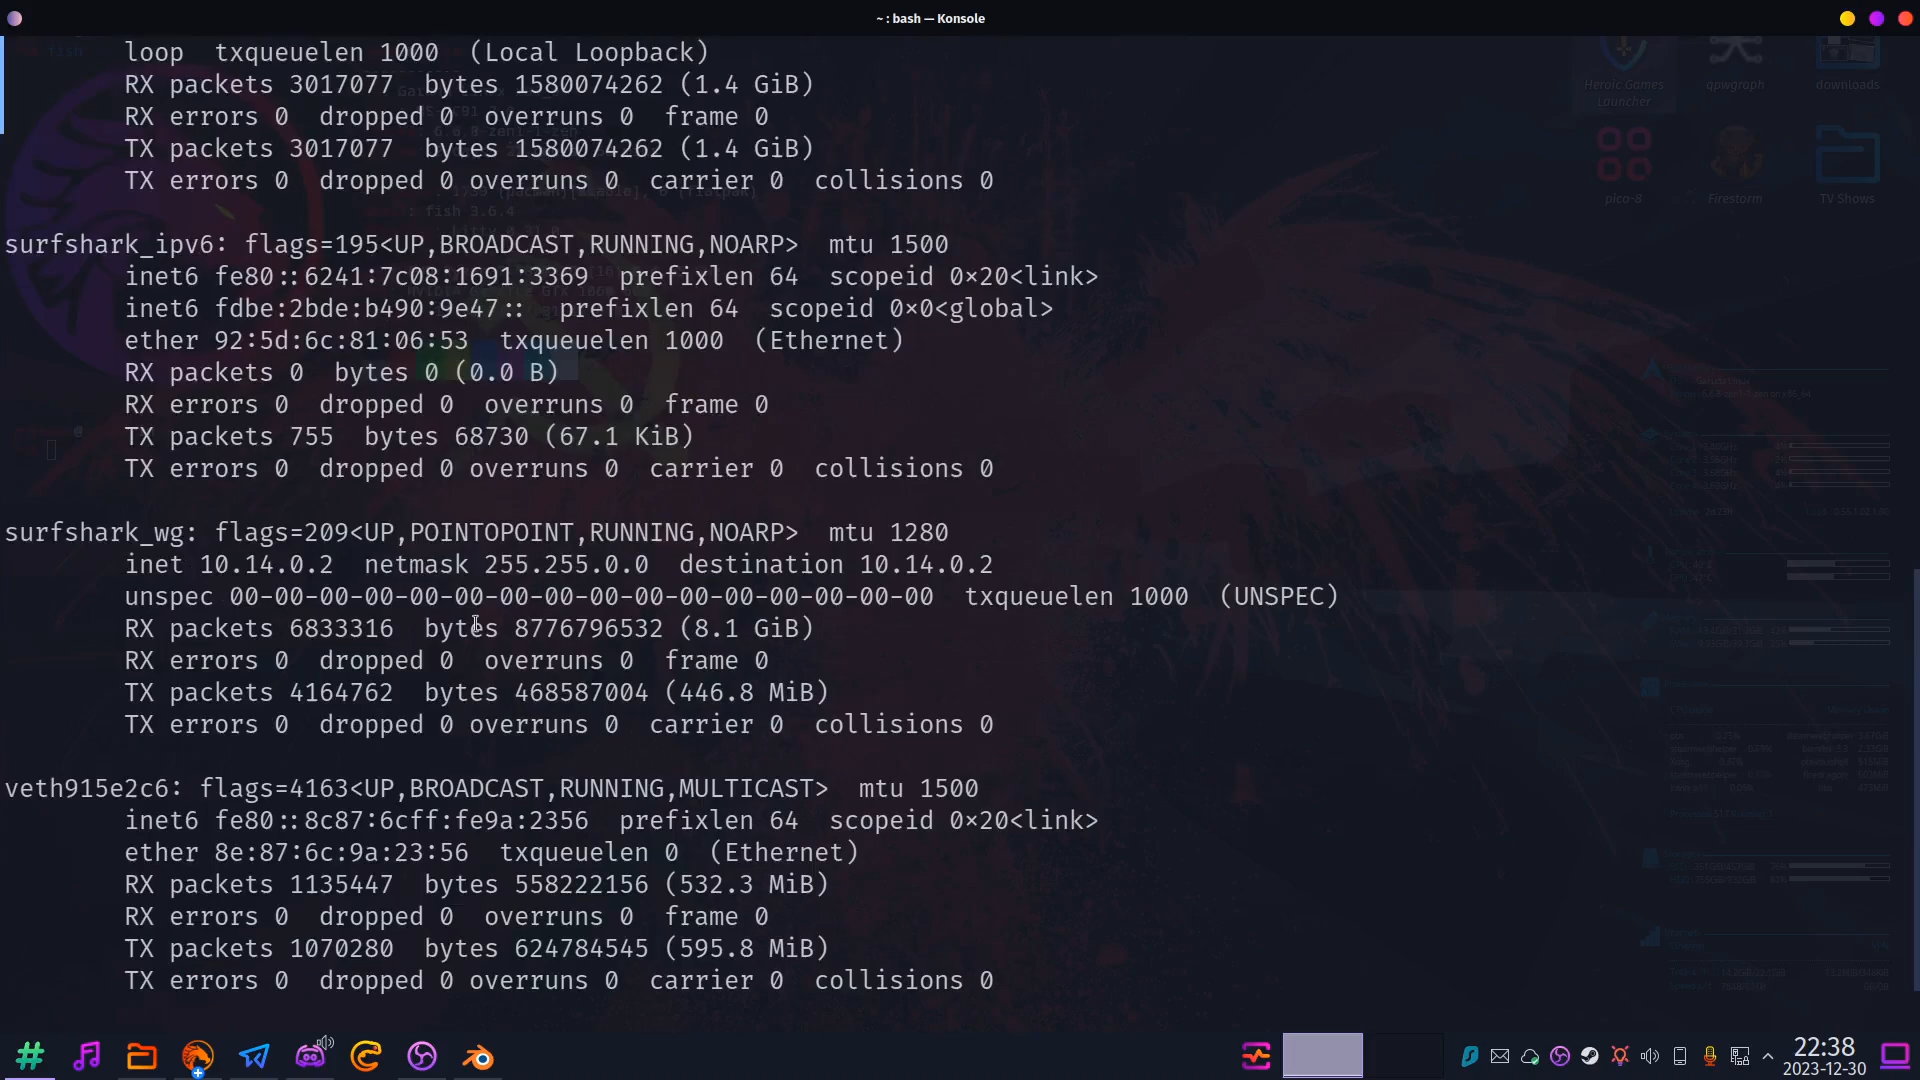 ~ : bash — Konsole
loop  txqueuelen 1000  (Local Loopback)
RX packets 3017077  bytes 1580074262 (1.4 GiB)
RX errors 0  dropped 0  overruns 0  frame 0
TX packets 3017077  bytes 1580074262 (1.4 GiB)
TX errors 0  dropped 0 overruns 0  carrier 0  collisions 0
surfshark_ipv6: flags=195<UP,BROADCAST,RUNNING,NOARP>  mtu 1500
inet6 fe80::6241:7c08:1691:3369  prefixlen 64  scopeid 0x20<link>
inet6 fdbe:2bde:b490:9e47::  prefixlen 64  scopeid 0x0<global>
ether 92:5d:6c:81:06:53  txqueuelen 1000  (Ethernet)
RX packets 0  bytes 0 (0.0 B)
RX errors 0  dropped 0  overruns 0  frame 0
TX packets 755  bytes 68730 (67.1 KiB)
TX errors 0  dropped 0 overruns 0  carrier 0  collisions 0
surfshark_wg: flags=209<UP,POINTOPOINT,RUNNING,NOARP>  mtu 1280
inet 10.14.0.2  netmask 255.255.0.0  destination 10.14.0.2
unspec 00-00-00-00-00-00-00-00-00-00-00-00-00-00-00-00  txqueuelen 1000  (UNSPEC)
RX packets 6833316  bytes 8776796532 (8.1 GiB)
RX errors 0  dropped 0  overruns 0  frame 0
TX packets 4164762  bytes 468587004 (446.8 MiB)
TX errors 0  dropped 0 overruns 0  carrier 0  collisions 0
veth915e2c6: flags=4163<UP,BROADCAST,RUNNING,MULTICAST>  mtu 1500
inet6 fe80::8c87:6cff:fe9a:2356  prefixlen 64  scopeid 0x20<link>
ether 8e:87:6c:9a:23:56  txqueuelen 0  (Ethernet)
RX packets 1135447  bytes 558222156 (532.3 MiB)
RX errors 0  dropped 0  overruns 0  frame 0
TX packets 1070280  bytes 624784545 (595.8 MiB)
TX errors 0  dropped 0 overruns 0  carrier 0  collisions 0
fish
: fish 3.6.4
Heroic Games
Launcher
qpwgraph
downloads
pico-8
Firestorm
TV Shows
22:38
2023-12-30